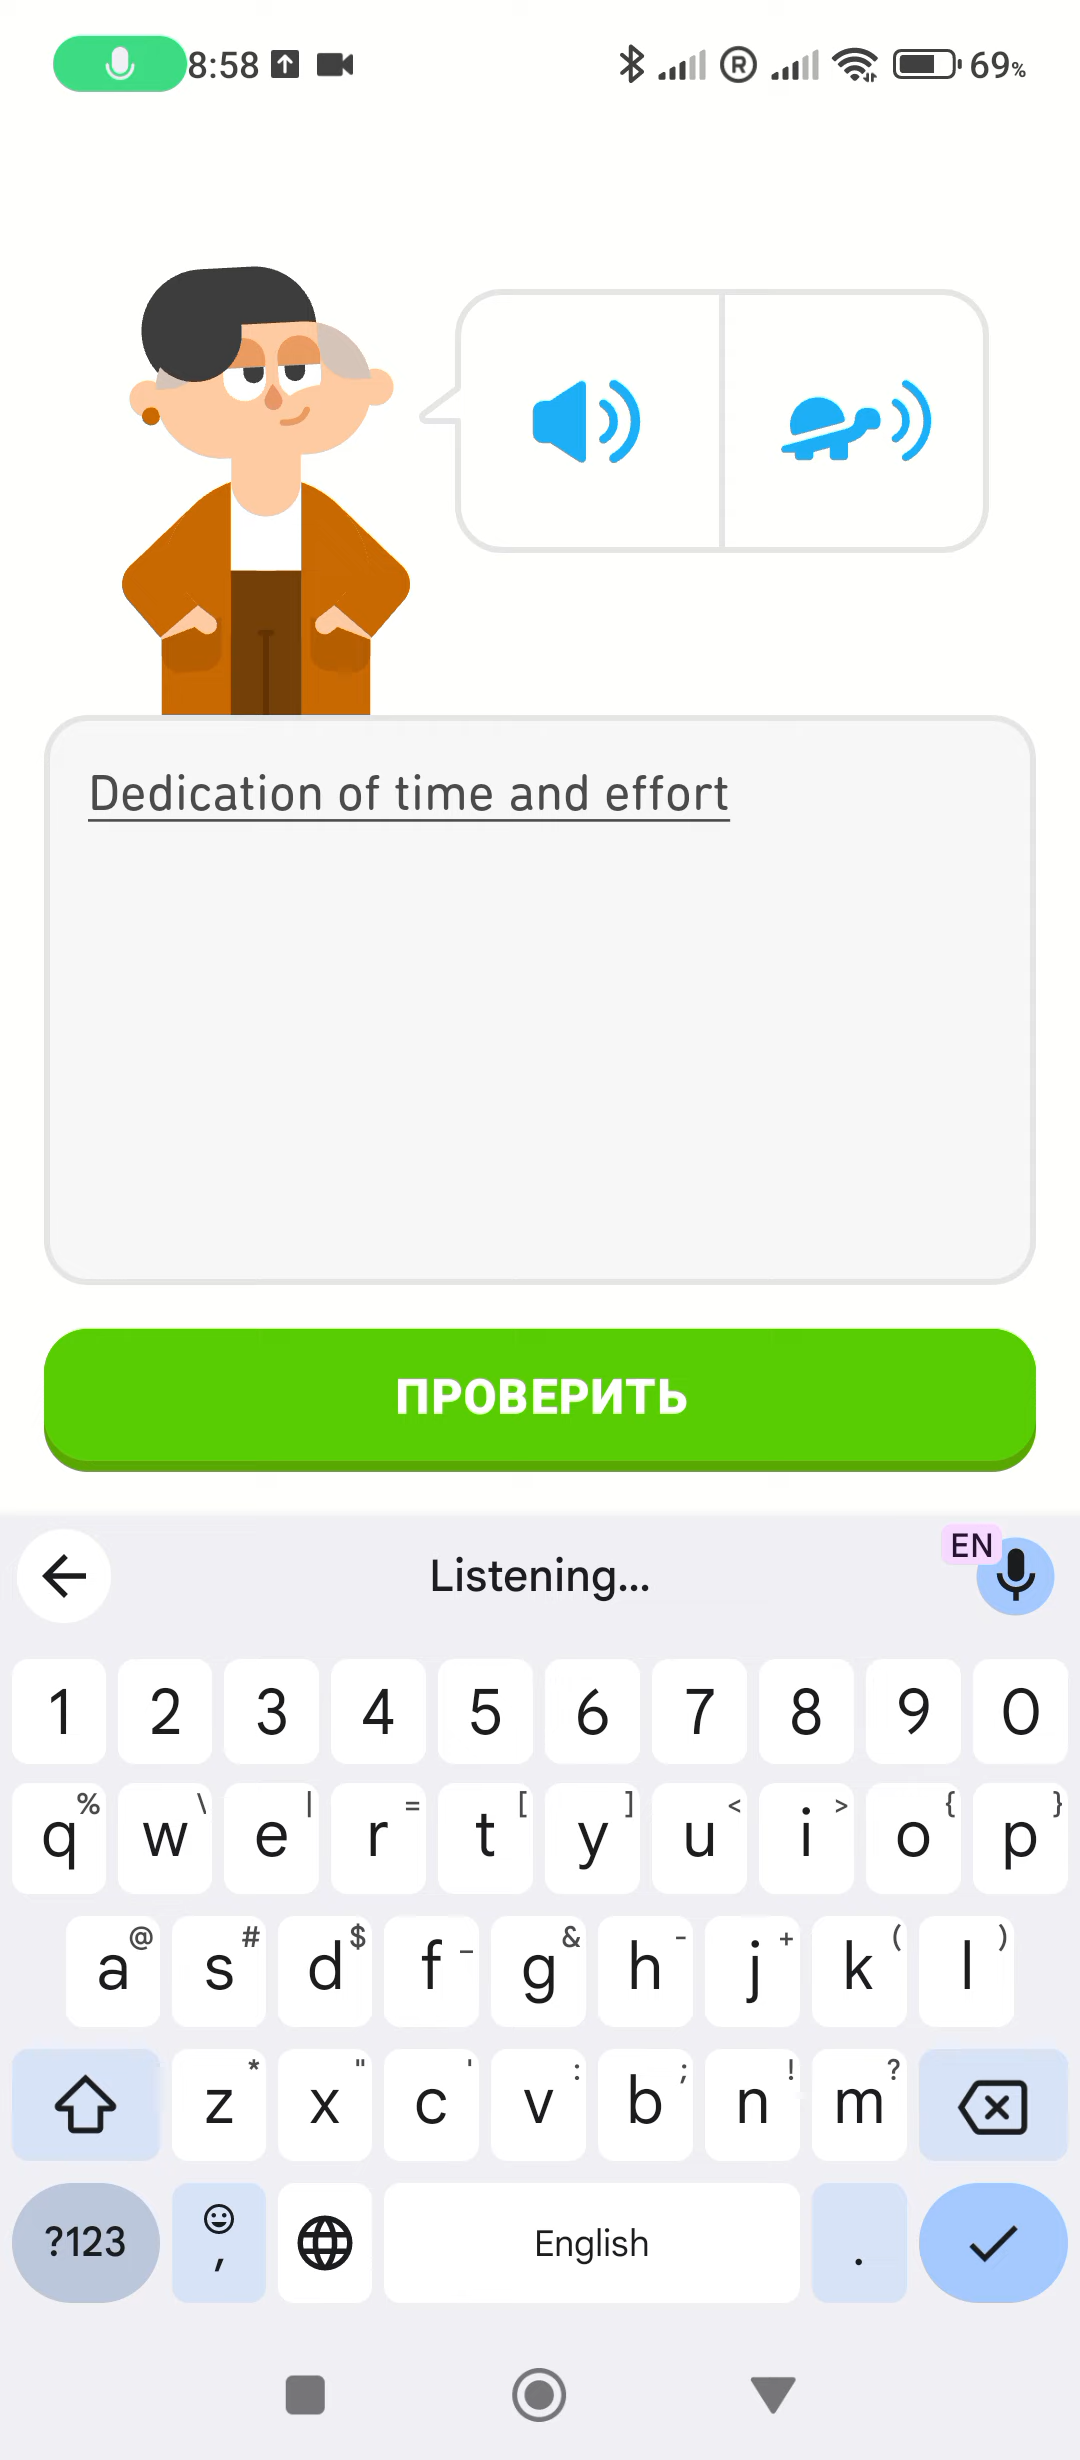 8:58
R
69%
Dedication of time and effort
ПРОВЕРИТЬ
Listening...
EN
1 2 3 4 5 6 7 8 9 0
% \ | = [ ] < > { }
q w e r t y u i o p
@ # $ _ & - + ( )
a s d f g h j k l
* " ' : ; ! ?
z x c v b n m
?123 , English .